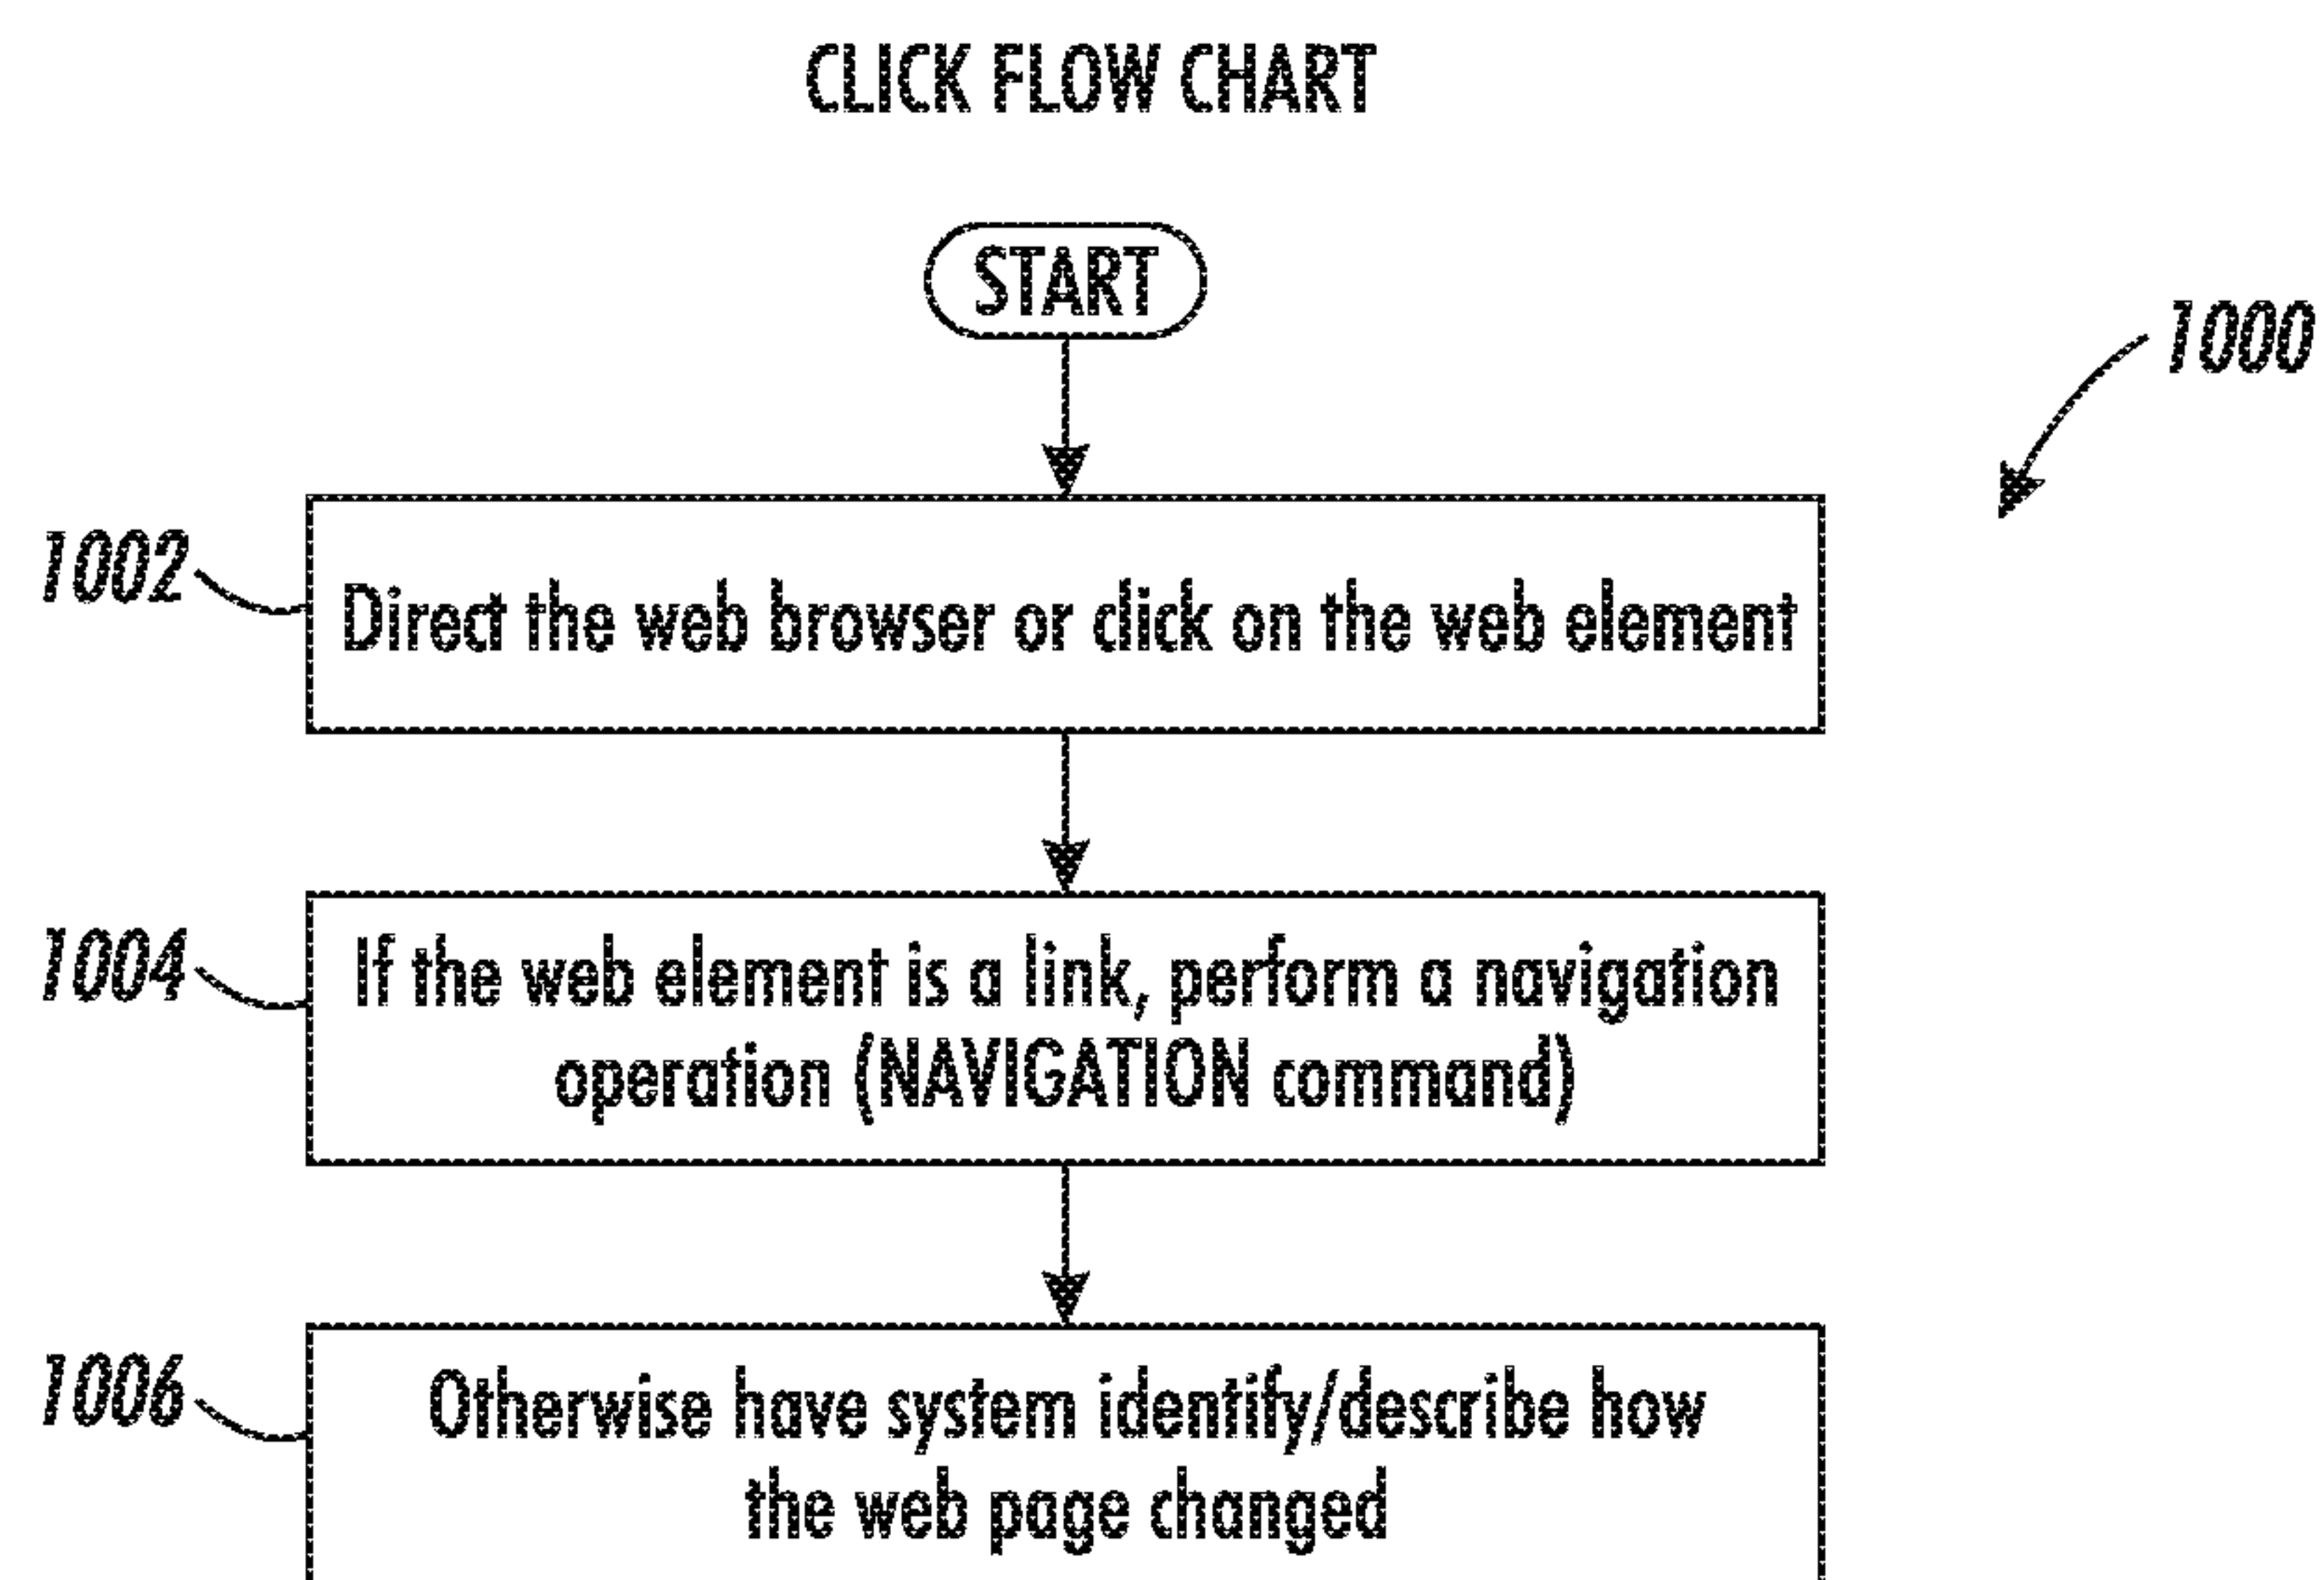 CLICK FLOW CHART
START
1000
1002
Direct the web browser or click on the web element
1004
If the web element is a link, perform a navigation
operation (NAVIGATION command)
1006
Otherwise have system identify/describe how
the web page changed